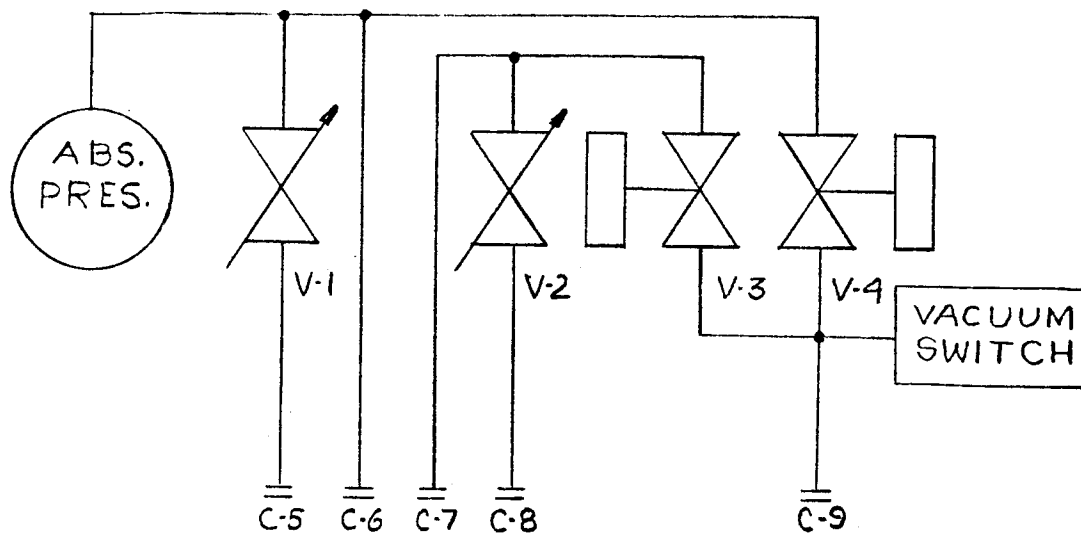 ABS.
PRES.
V-1
V-2
V-3
V-4
VACUUM
SWITCH
C-5
C-6
C-7
C-8
C-9